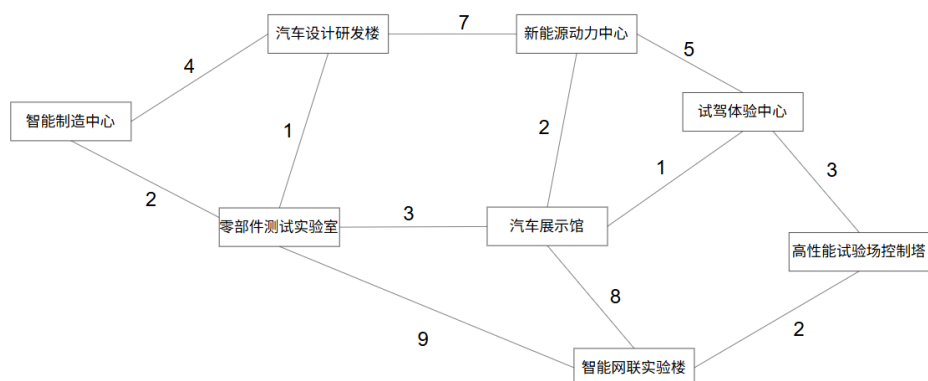 汽车设计研发楼
7
新能源动力中心
4
5
智能制造中心
试驾体验中心
1
2
1
2
3
3
零部件测试实验室
汽车展示馆
高性能试验场控制塔
8
9
2
智能网联实验楼